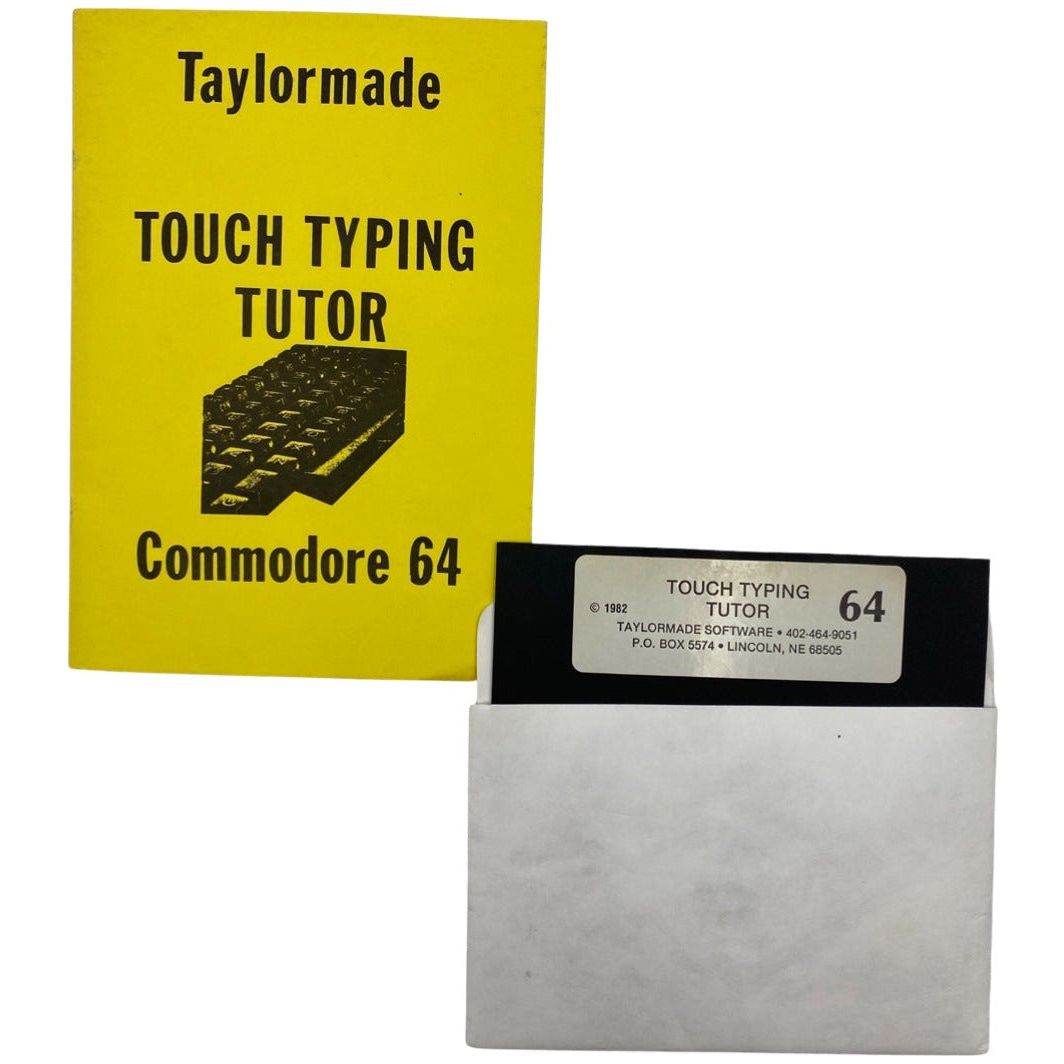 Taylormade
TOUCH TYPING
TUTOR
Commodore 64
TOUCH TYPING
© 1982 TUTOR 64
TAYLORMADE SOFTWARE • 402-464-9051
P.O. BOX 5574 • LINCOLN, NE 68505